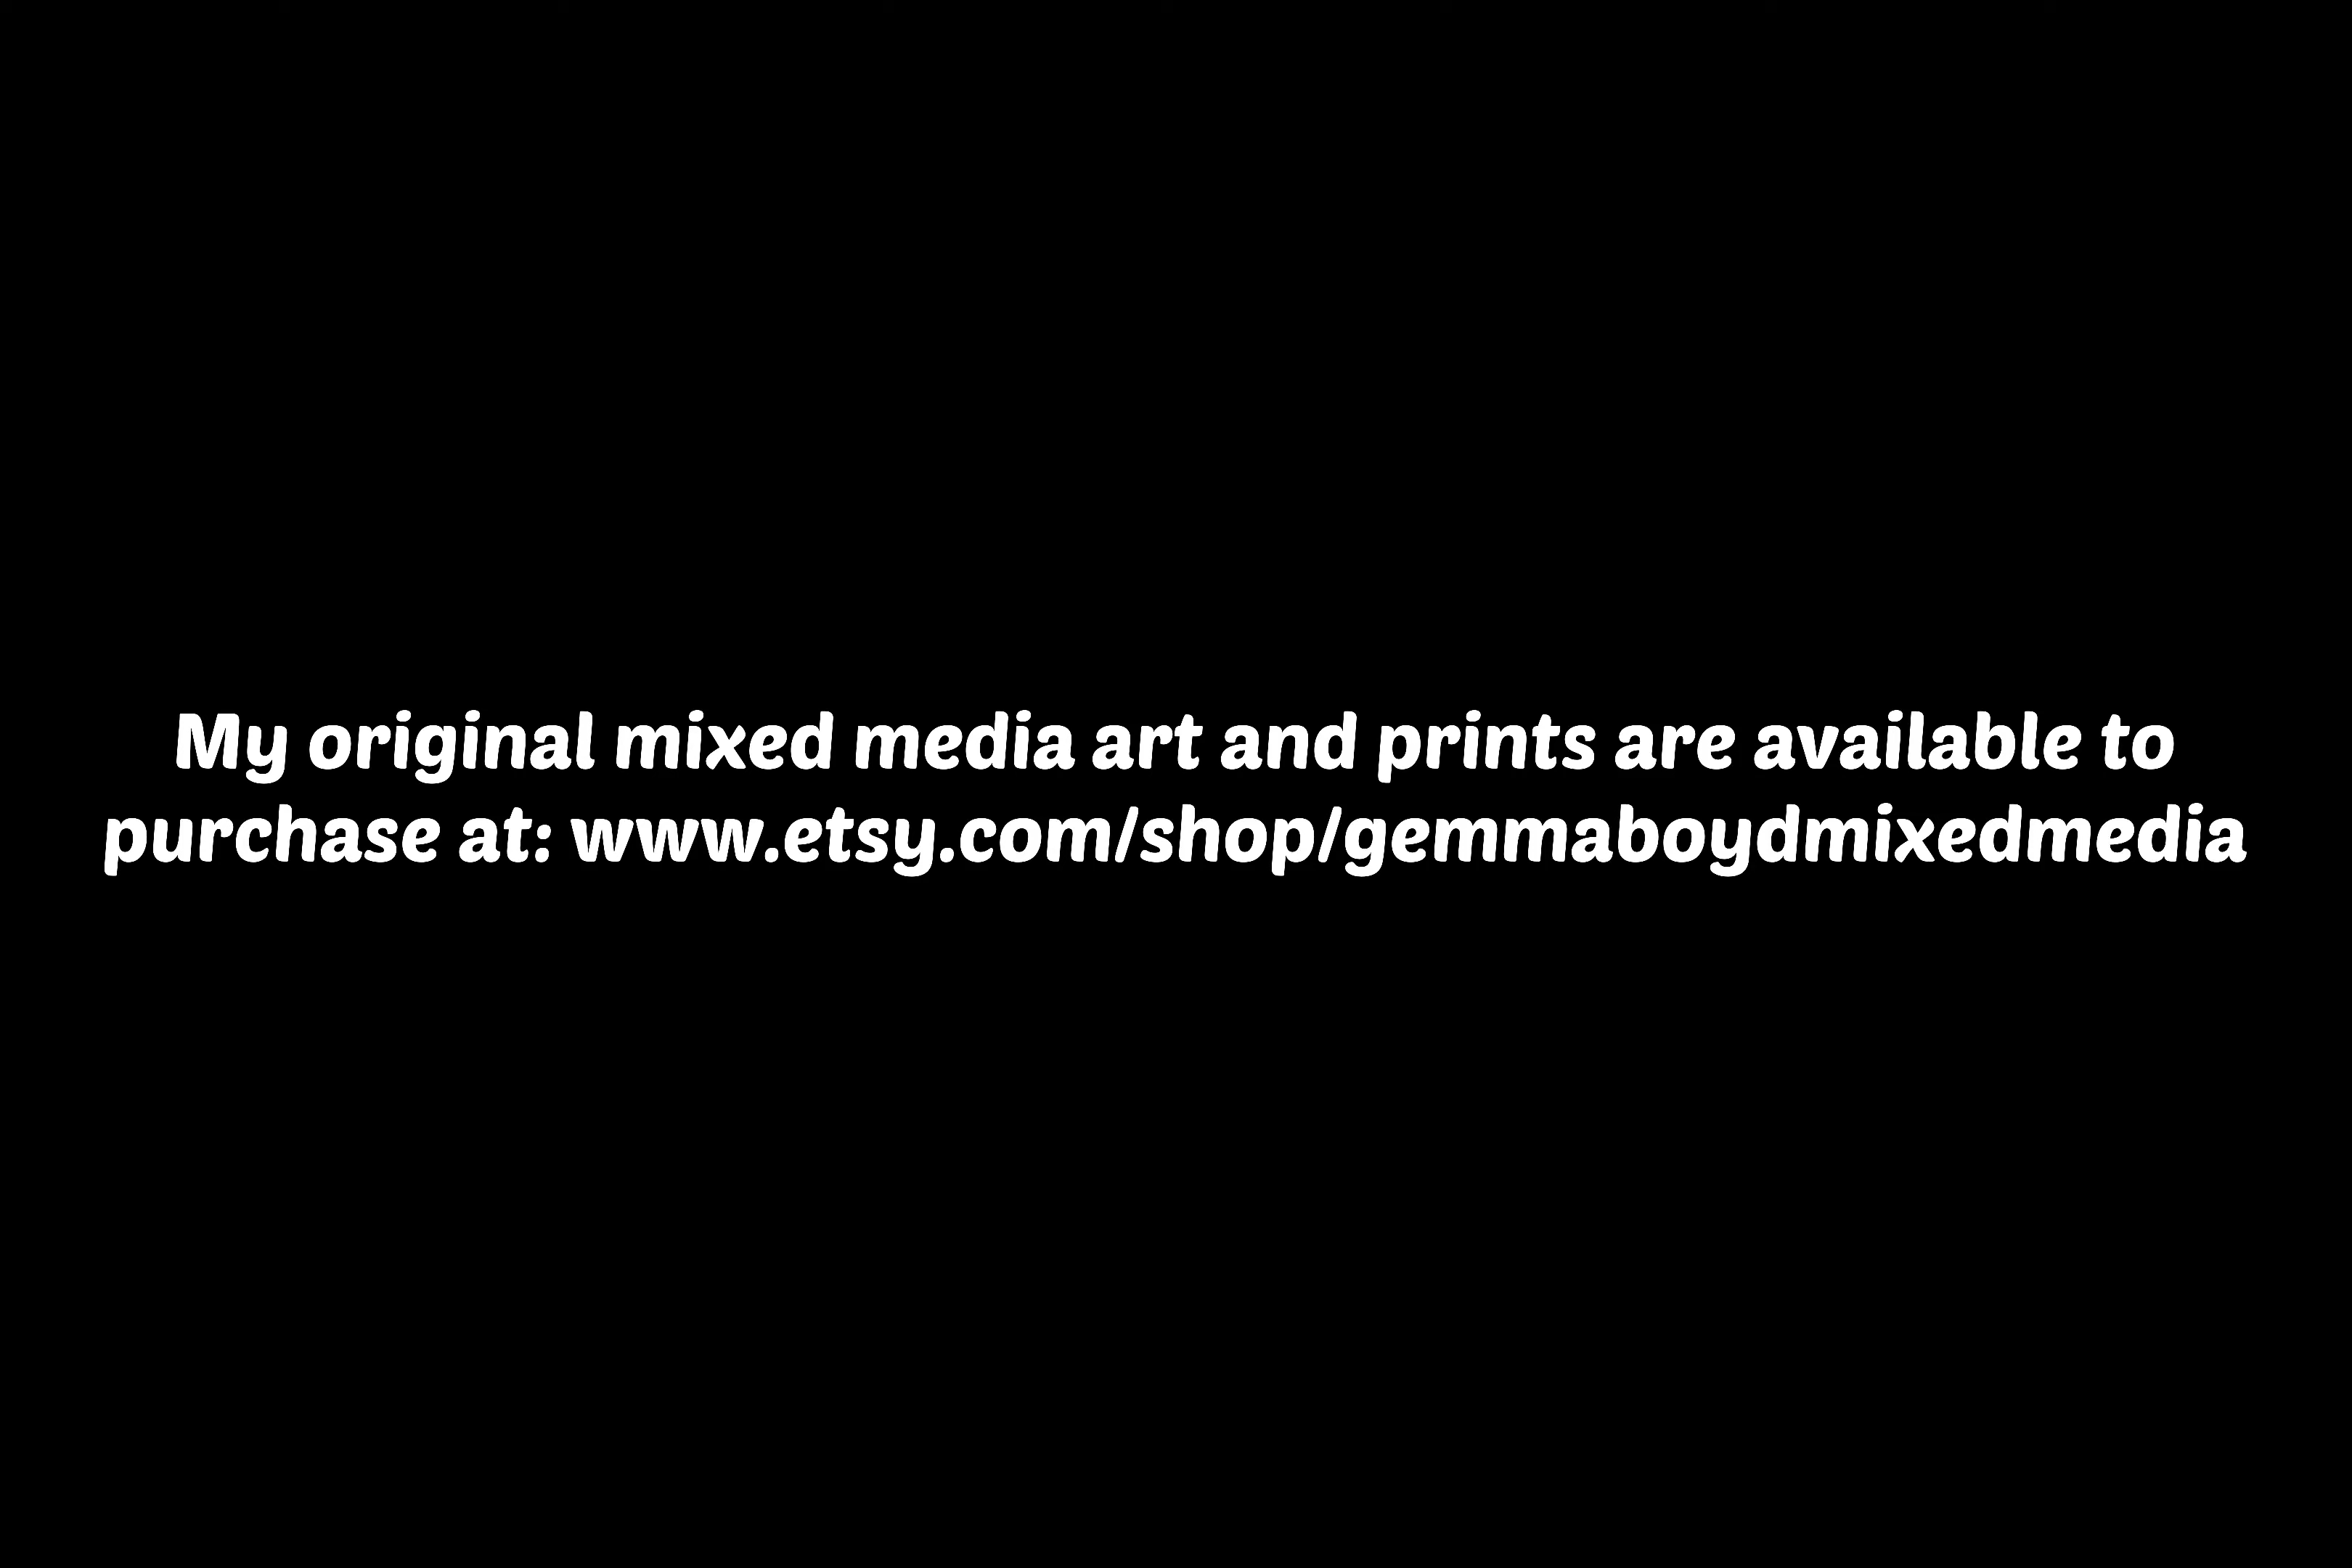 My original mixed media art and prints are available to
purchase at: www.etsy.com/shop/gemmaboydmixedmedia